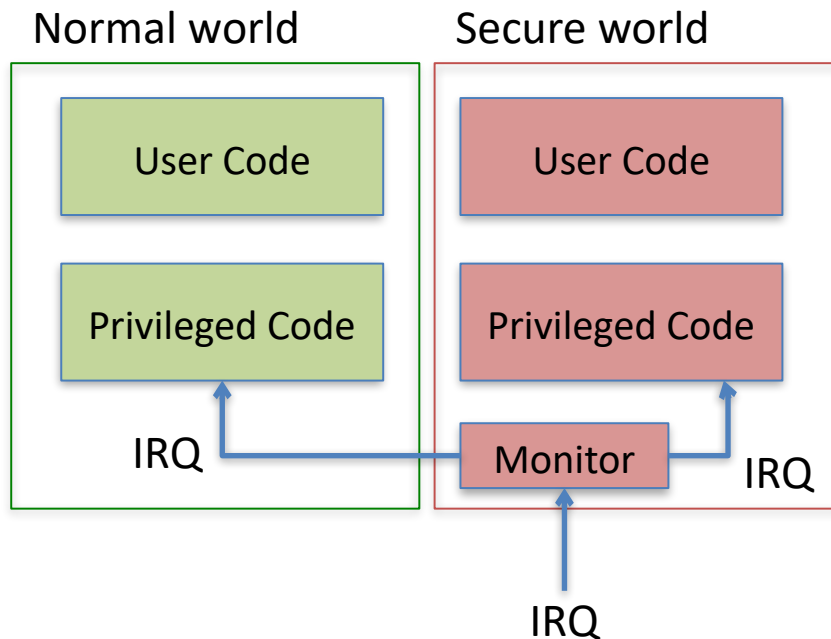 Normal world
Secure world
User Code
User Code
Privileged Code
Privileged Code
IRQ
Monitor
IRQ
IRQ